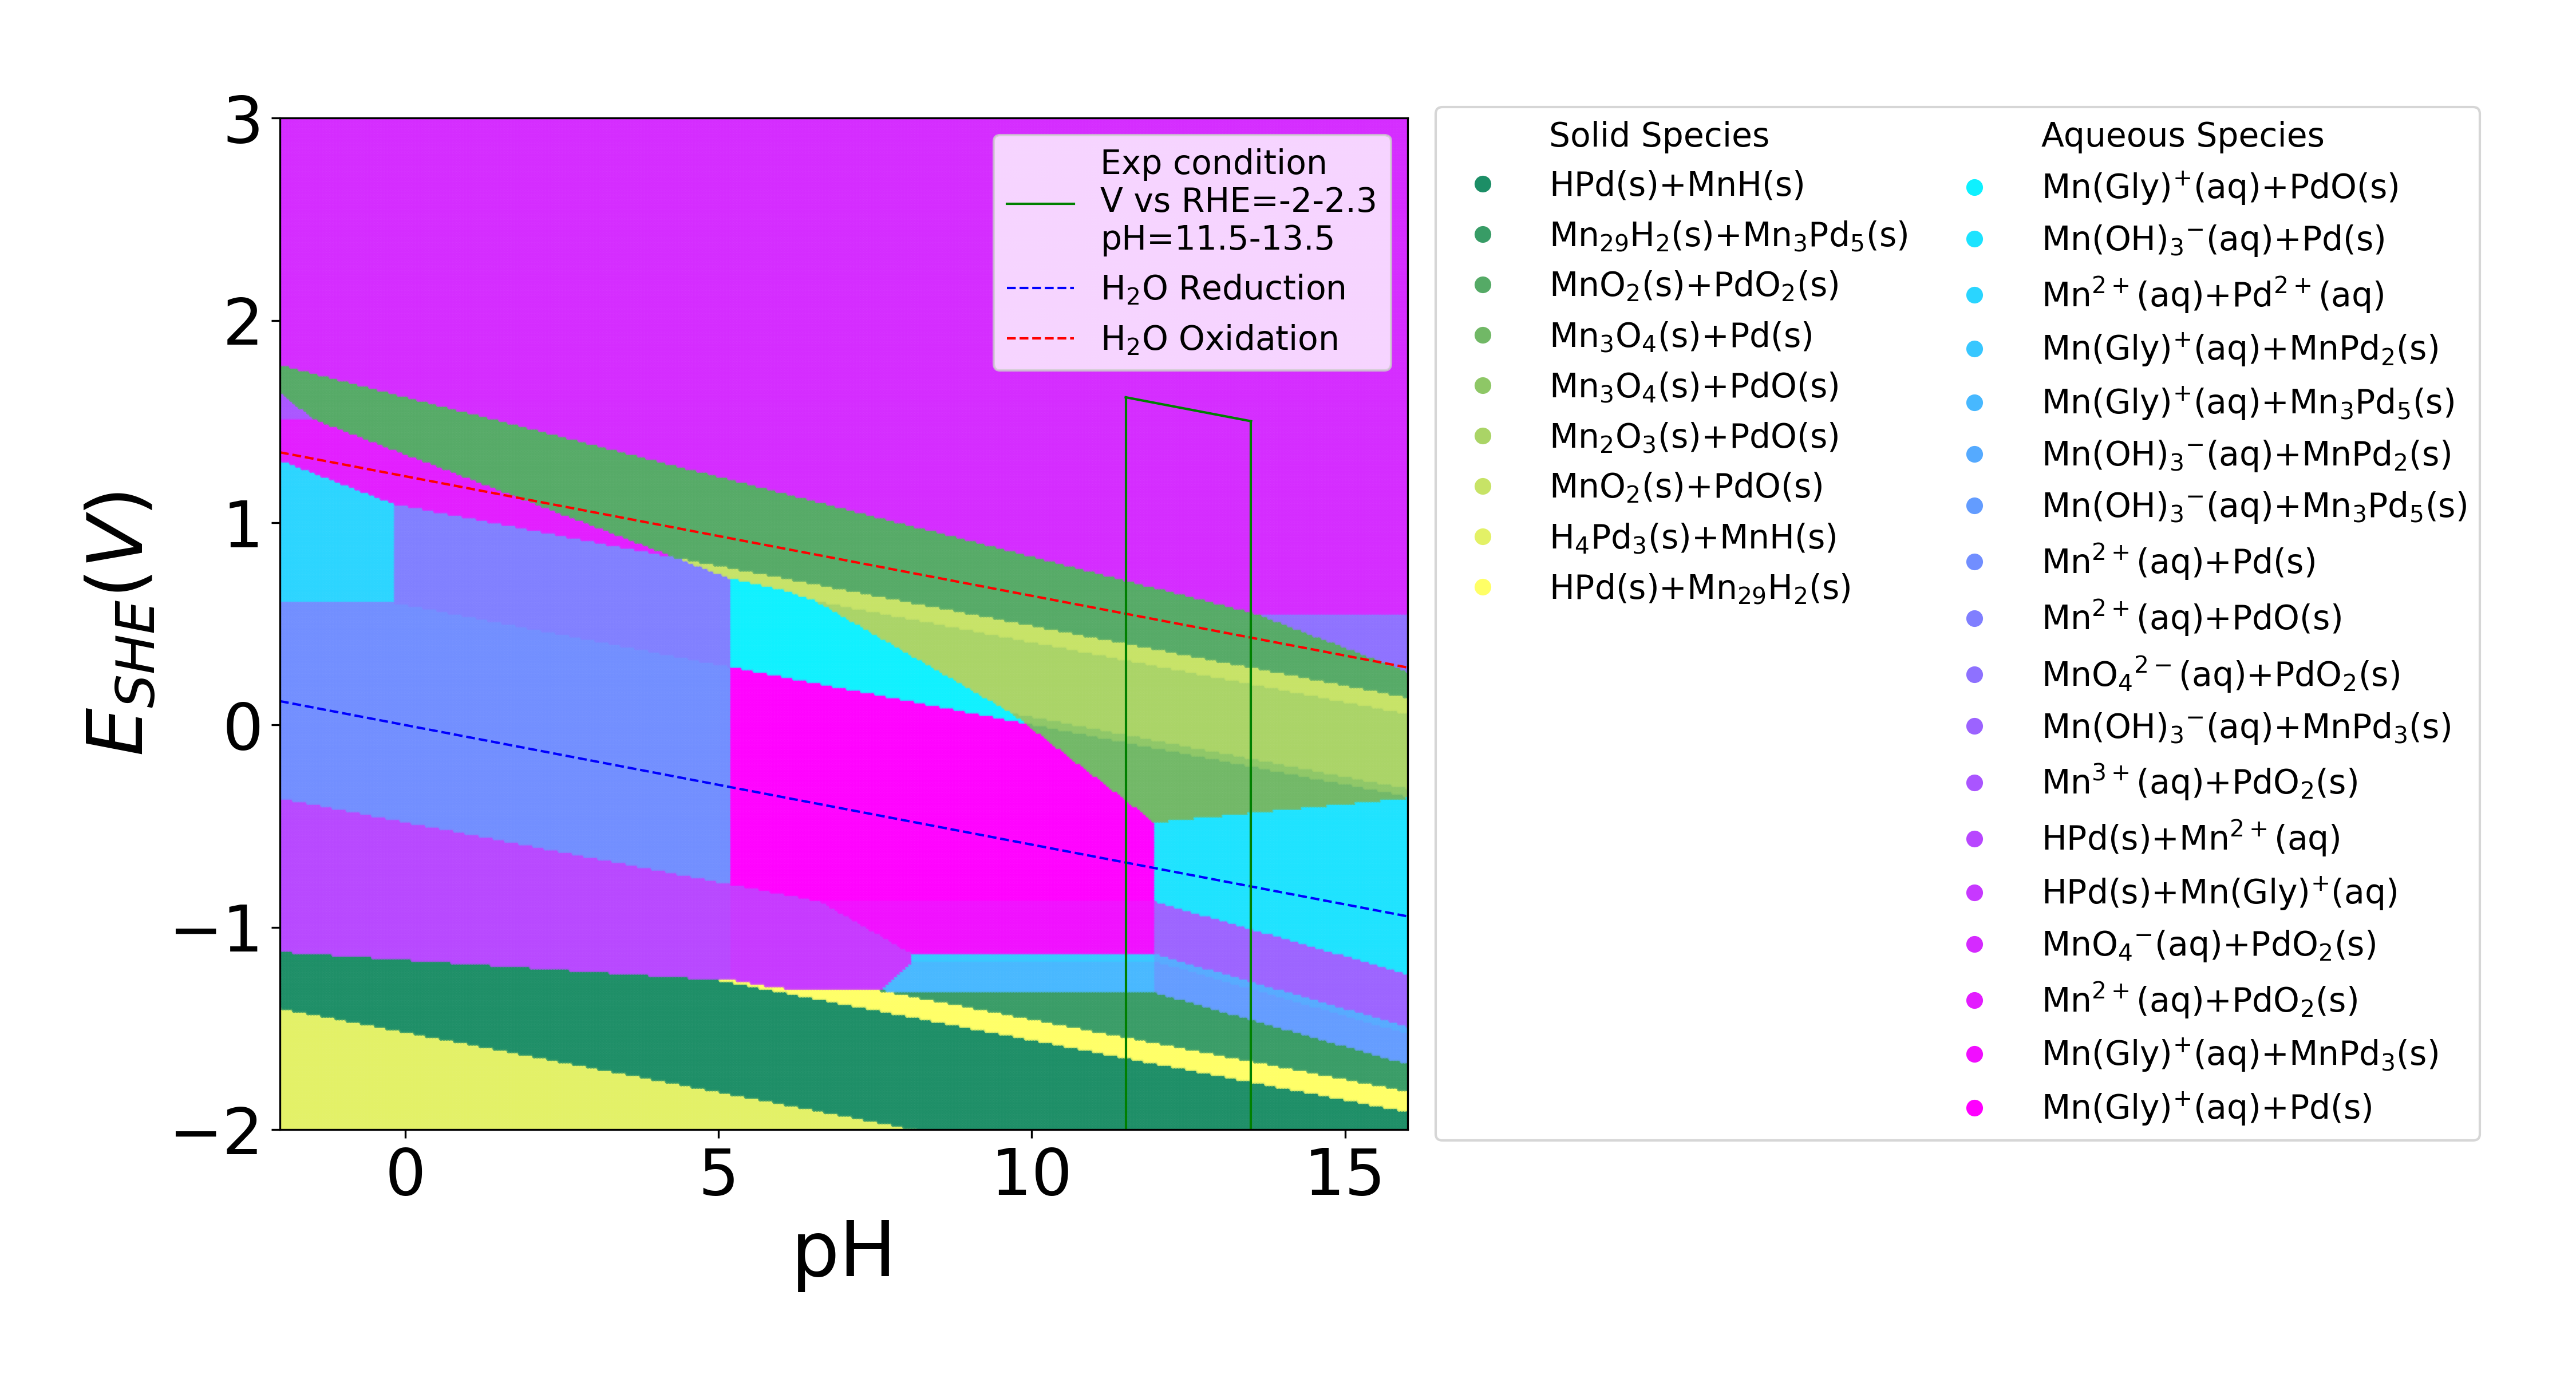 3
2
1
0
−1
−2
E_SHE(V)
0 5 10 15
pH
Exp condition
V vs RHE=-2-2.3
pH=11.5-13.5
H₂O Reduction
H₂O Oxidation
Solid Species
HPd(s)+MnH(s)
Mn₂₉H₂(s)+Mn₃Pd₅(s)
MnO₂(s)+PdO₂(s)
Mn₃O₄(s)+Pd(s)
Mn₃O₄(s)+PdO(s)
Mn₂O₃(s)+PdO(s)
MnO₂(s)+PdO(s)
H₄Pd₃(s)+MnH(s)
HPd(s)+Mn₂₉H₂(s)
Aqueous Species
Mn(Gly)⁺(aq)+PdO(s)
Mn(OH)₃⁻(aq)+Pd(s)
Mn²⁺(aq)+Pd²⁺(aq)
Mn(Gly)⁺(aq)+MnPd₂(s)
Mn(Gly)⁺(aq)+Mn₃Pd₅(s)
Mn(OH)₃⁻(aq)+MnPd₂(s)
Mn(OH)₃⁻(aq)+Mn₃Pd₅(s)
Mn²⁺(aq)+Pd(s)
Mn²⁺(aq)+PdO(s)
MnO₄²⁻(aq)+PdO₂(s)
Mn(OH)₃⁻(aq)+MnPd₃(s)
Mn³⁺(aq)+PdO₂(s)
HPd(s)+Mn²⁺(aq)
HPd(s)+Mn(Gly)⁺(aq)
MnO₄⁻(aq)+PdO₂(s)
Mn²⁺(aq)+PdO₂(s)
Mn(Gly)⁺(aq)+MnPd₃(s)
Mn(Gly)⁺(aq)+Pd(s)